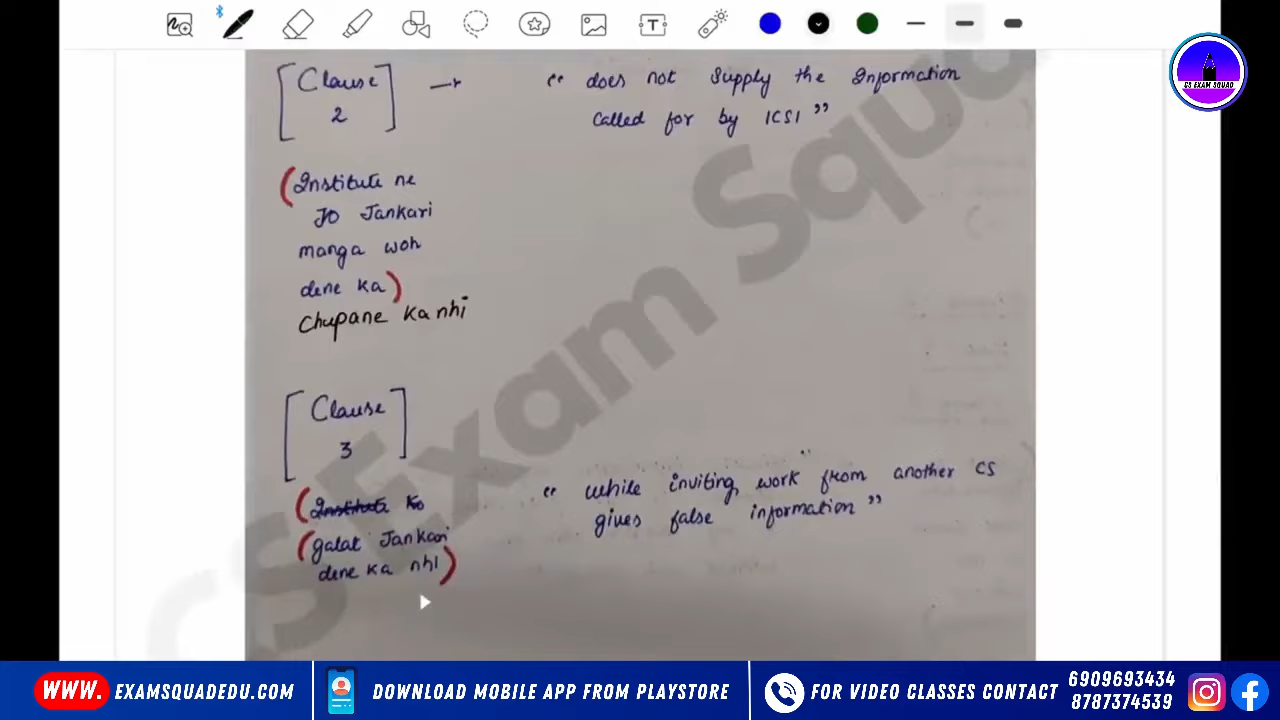 CS EXAM SQUAD
Clause
2
“ does not Supply the Information
Called for by ICSI ”
(Institute ne
Jo Jankari
manga woh
dene ka)
Chupane Ka nhi
CS Exam Squa
Clause
3
(Institute Ko
(galat Jankari
dene ka nhi)
“ while inviting work from another CS
gives false information ”
WWW. EXAMSQUADEDU.COM
DOWNLOAD MOBILE APP FROM PLAYSTORE
FOR VIDEO CLASSES CONTACT
6909693434
8787374539